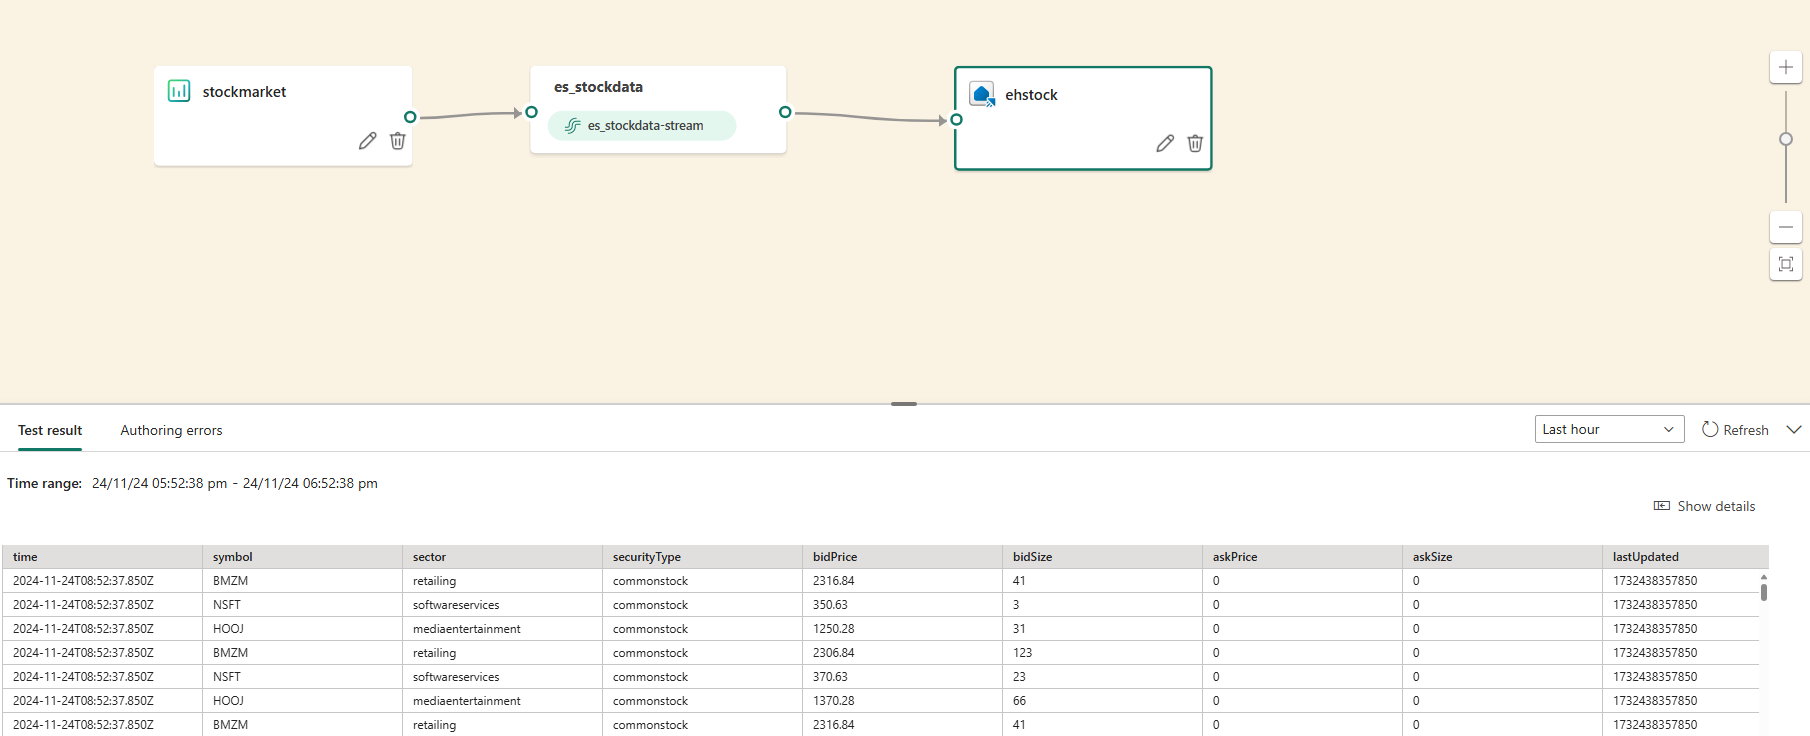 stockmarket
es_stockdata
es_stockdata-stream
ehstock
Test result Authoring errors Last hour Refresh
Time range: 24/11/24 05:52:38 pm - 24/11/24 06:52:38 pm
Show details
time symbol sector securityType bidPrice bidSize askPrice askSize lastUpdated
2024-11-24T08:52:37.850Z BMZM retailing commonstock 2316.84 41 0 0 1732438357850
2024-11-24T08:52:37.850Z NSFT softwareservices commonstock 350.63 3 0 0 1732438357850
2024-11-24T08:52:37.850Z HOOJ mediaentertainment commonstock 1250.28 31 0 0 1732438357850
2024-11-24T08:52:37.850Z BMZM retailing commonstock 2306.84 123 0 0 1732438357850
2024-11-24T08:52:37.850Z NSFT softwareservices commonstock 370.63 23 0 0 1732438357850
2024-11-24T08:52:37.850Z HOOJ mediaentertainment commonstock 1370.28 66 0 0 1732438357850
2024-11-24T08:52:37.850Z BMZM retailing commonstock 2316.84 41 0 0 1732438357850